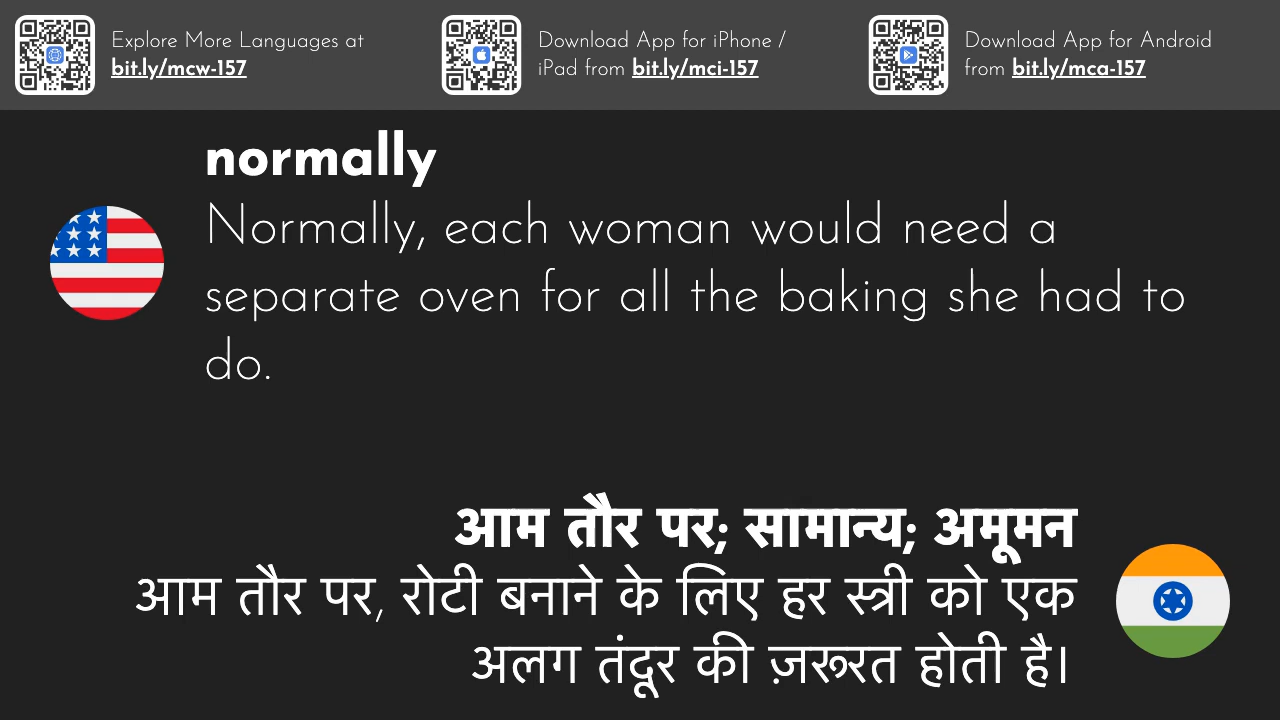 Explore More Languages at
bit.ly/mcw-157
Download App for iPhone /
iPad from bit.ly/mci-157
Download App for Android
from bit.ly/mca-157
normally
Normally, each woman would need a
separate oven for all the baking she had to
do.
आम तौर पर; सामान्य; अमूमन
आम तौर पर, रोटी बनाने के लिए हर स्त्री को एक
अलग तंदूर की ज़रूरत होती है।